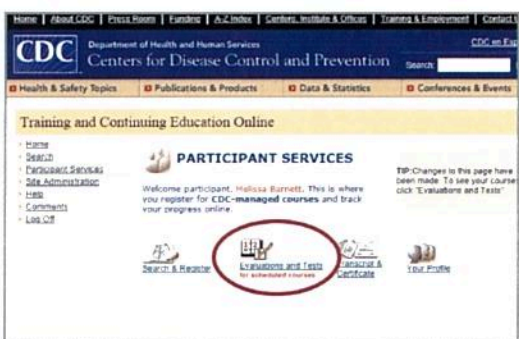 Home | About CDC | Press Room | Funding | A-Z Index | Centers, Institute & Offices | Training & Employment | Contact
CDC en Esp
CDC
Department of Health and Human Services
Centers for Disease Control and Prevention
Search:
Health & Safety Topics
Publications & Products
Data & Statistics
Conferences & Events
Training and Continuing Education Online
Home
Search
Participant Services
Site Administration
Help
Comments
Log Off
PARTICIPANT SERVICES
Welcome participant, Melissa Burnett. This is where
you register for CDC-managed courses and track
your progress online.
TIP:Changes to this page have
been made. To see your course
click "Evaluations and Tests"
Search & Register
Evaluations and Tests
for scheduled courses
Transcript &
Certificate
Your Profile